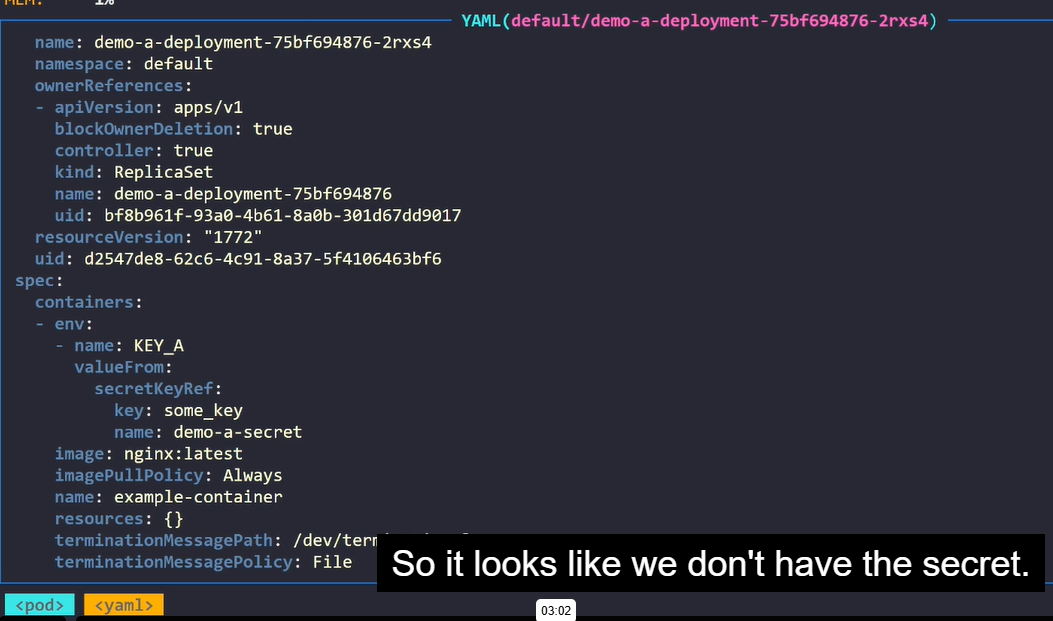 MEM: 1%
YAML(default/demo-a-deployment-75bf694876-2rxs4)
name: demo-a-deployment-75bf694876-2rxs4
namespace: default
ownerReferences:
- apiVersion: apps/v1
blockOwnerDeletion: true
controller: true
kind: ReplicaSet
name: demo-a-deployment-75bf694876
uid: bf8b961f-93a0-4b61-8a0b-301d67dd9017
resourceVersion: "1772"
uid: d2547de8-62c6-4c91-8a37-5f4106463bf6
spec:
containers:
- env:
- name: KEY_A
valueFrom:
secretKeyRef:
key: some_key
name: demo-a-secret
image: nginx:latest
imagePullPolicy: Always
name: example-container
resources: {}
terminationMessagePath:
terminationMessagePolicy: File
So it looks like we don't have the secret.
<pod> <yaml>
03:02